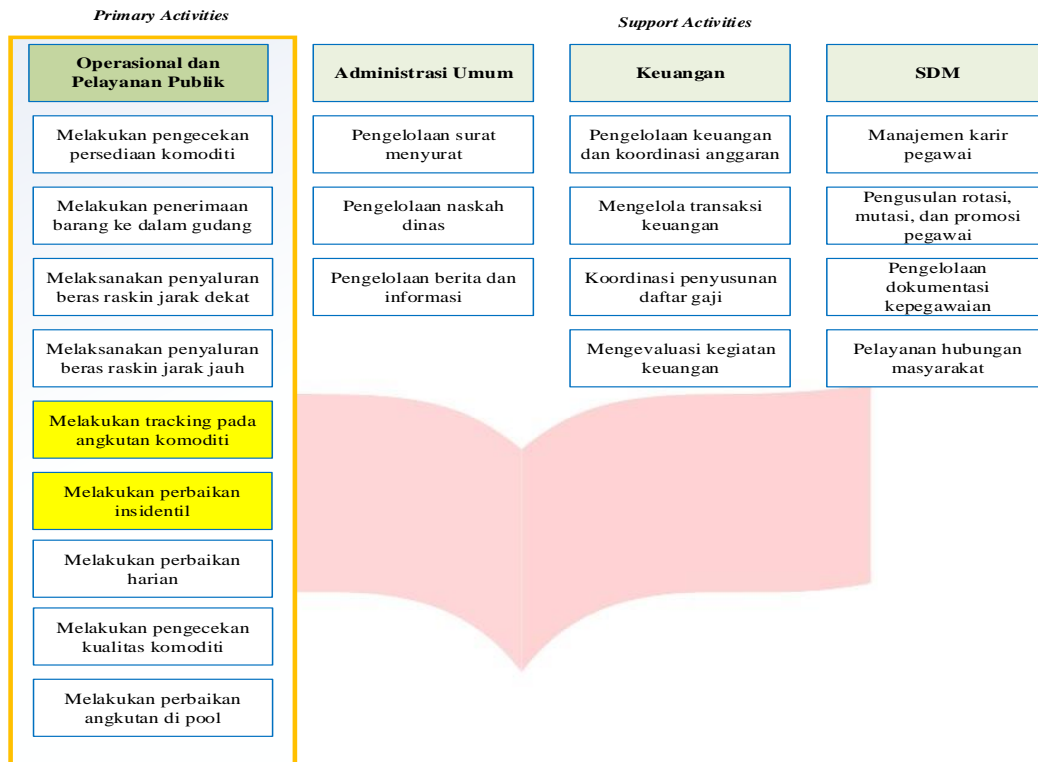 Primary Activities
Support Activities
Operasional dan
Pelayanan Publik
Melakukan pengecekan
persediaan komoditi
Melakukan penerimaan
barang ke dalam gudang
Melaksanakan penyaluran
beras raskin jarak dekat
Melaksanakan penyaluran
beras raskin jarak jauh
Melakukan tracking pada
angkutan komoditi
Melakukan perbaikan
insidentil
Melakukan perbaikan
harian
Melakukan pengecekan
kualitas komoditi
Melakukan perbaikan
angkutan di pool
Administrasi Umum
Pengelolaan surat
menyurat
Pengelolaan naskah
dinas
Pengelolaan berita dan
informasi
Keuangan
Pengelolaan keuangan
dan koordinasi anggaran
Mengelola transaksi
keuangan
Koordinasi penyusunan
daftar gaji
Mengevaluasi kegiatan
keuangan
SDM
Manajemen karir
pegawai
Pengusulan rotasi,
mutasi, dan promosi
pegawai
Pengelolaan
dokumentasi
kepegawaian
Pelayanan hubungan
masyarakat